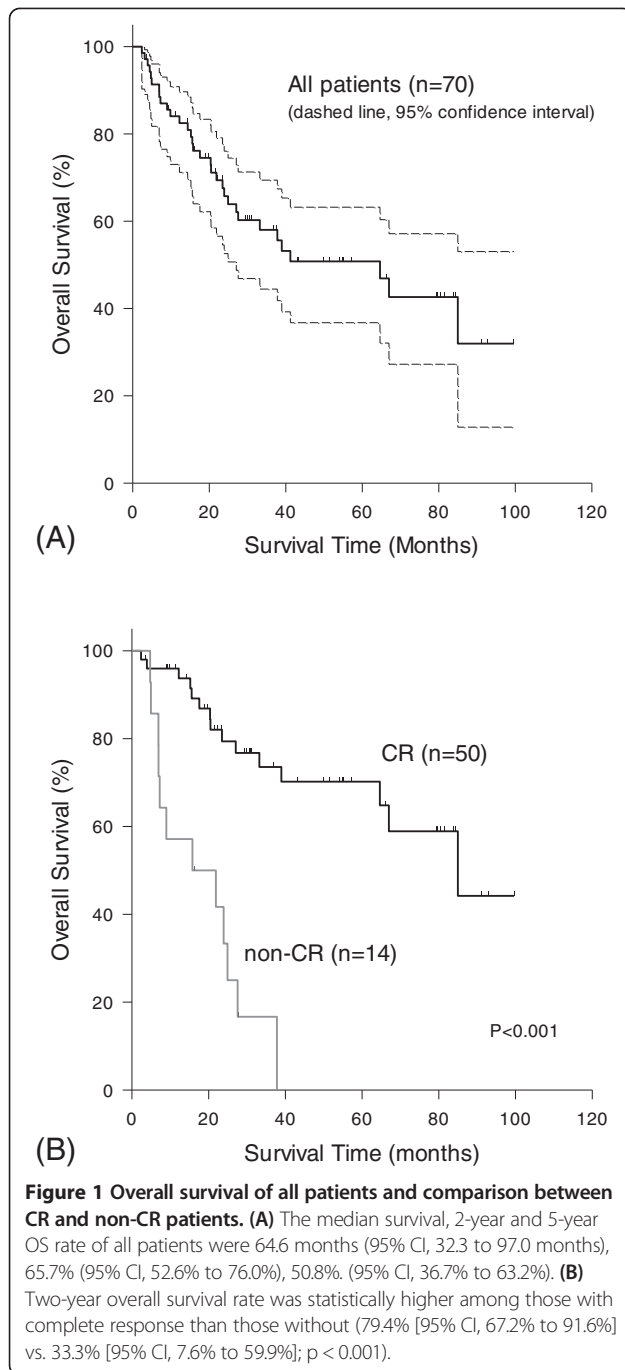 100
80
60
40
20
0
Overall Survival (%)
All patients (n=70)
(dashed line, 95% confidence interval)
0 20 40 60 80 100 120
(A)
Survival Time (Months)
100
80
60
40
20
0
Overall Survival (%)
CR (n=50)
non-CR (n=14)
P<0.001
0 20 40 60 80 100 120
(B)
Survival Time (months)
Figure 1 Overall survival of all patients and comparison between
CR and non-CR patients. (A) The median survival, 2-year and 5-year
OS rate of all patients were 64.6 months (95% CI, 32.3 to 97.0 months),
65.7% (95% CI, 52.6% to 76.0%), 50.8%. (95% CI, 36.7% to 63.2%). (B)
Two-year overall survival rate was statistically higher among those with
complete response than those without (79.4% [95% CI, 67.2% to 91.6%]
vs. 33.3% [95% CI, 7.6% to 59.9%]; p < 0.001).